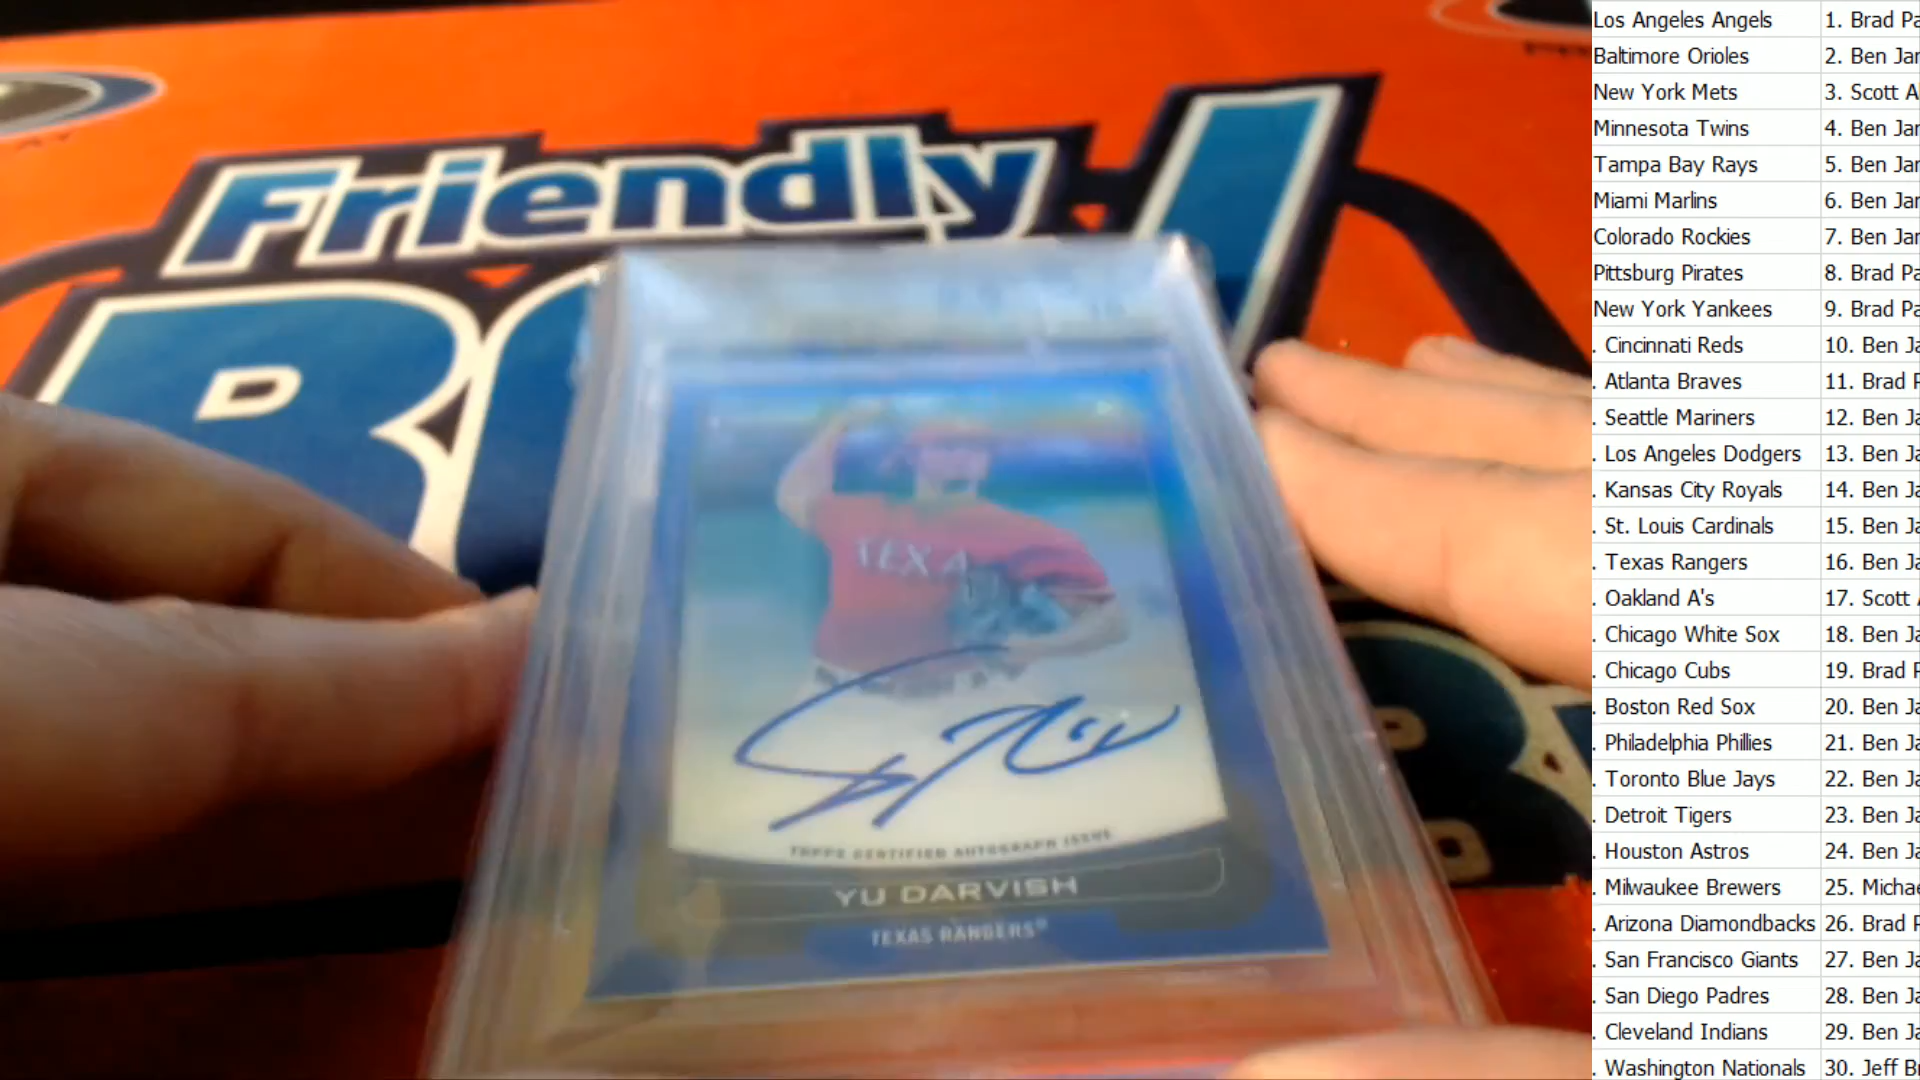 Friendly
TEXA
TOPPS CERTIFIED AUTOGRAPH ISSUE
YU DARVISH
TEXAS RANGERS®
Los Angeles Angels 1. Brad Pa
Baltimore Orioles 2. Ben Jar
New York Mets 3. Scott Al
Minnesota Twins 4. Ben Jar
Tampa Bay Rays 5. Ben Jar
Miami Marlins 6. Ben Jar
Colorado Rockies 7. Ben Jar
Pittsburg Pirates 8. Brad Pa
New York Yankees 9. Brad Pa
. Cincinnati Reds 10. Ben Ja
. Atlanta Braves 11. Brad P
. Seattle Mariners 12. Ben Ja
. Los Angeles Dodgers 13. Ben Ja
. Kansas City Royals 14. Ben Ja
. St. Louis Cardinals 15. Ben Ja
. Texas Rangers 16. Ben Ja
. Oakland A's 17. Scott A
. Chicago White Sox 18. Ben Ja
. Chicago Cubs 19. Brad P
. Boston Red Sox 20. Ben Ja
. Philadelphia Phillies 21. Ben Ja
. Toronto Blue Jays 22. Ben Ja
. Detroit Tigers 23. Ben Ja
. Houston Astros 24. Ben Ja
. Milwaukee Brewers 25. Michae
. Arizona Diamondbacks 26. Brad P
. San Francisco Giants 27. Ben Ja
. San Diego Padres 28. Ben Ja
. Cleveland Indians 29. Ben Ja
. Washington Nationals 30. Jeff B